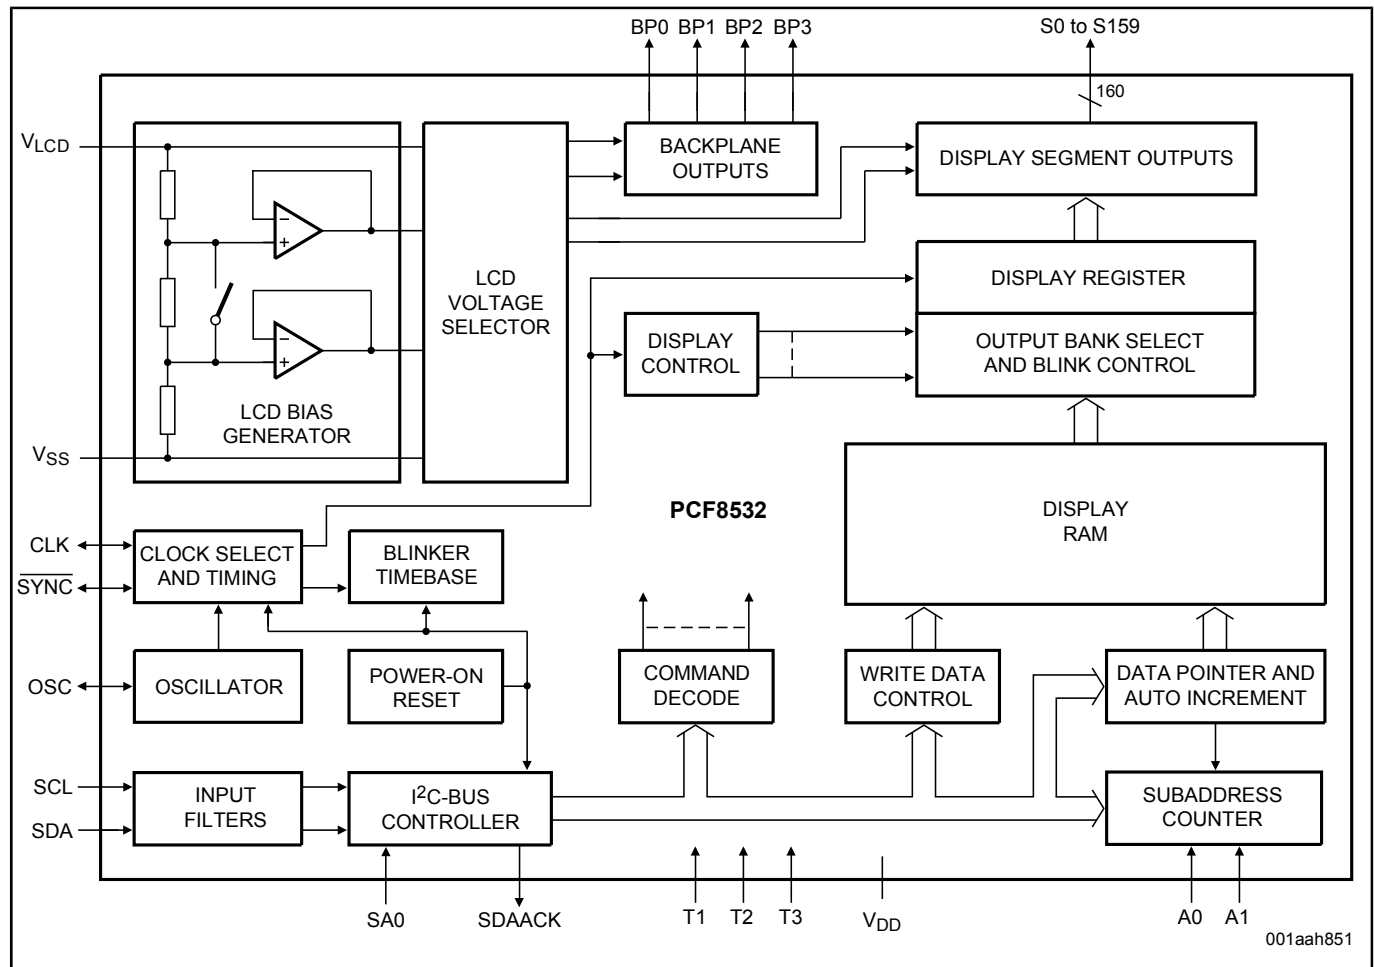 BP0 BP1 BP2 BP3
S0 to S159
160
VLCD
BACKPLANE
OUTPUTS
DISPLAY SEGMENT OUTPUTS
−
+
LCD
VOLTAGE
SELECTOR
DISPLAY REGISTER
−
+
DISPLAY
CONTROL
OUTPUT BANK SELECT
AND BLINK CONTROL
LCD BIAS
GENERATOR
VSS
PCF8532
DISPLAY
RAM
CLK
SYNC
CLOCK SELECT
AND TIMING
BLINKER
TIMEBASE
OSC
OSCILLATOR
POWER-ON
RESET
COMMAND
DECODE
WRITE DATA
CONTROL
DATA POINTER AND
AUTO INCREMENT
SCL
SDA
INPUT
FILTERS
I2C-BUS
CONTROLLER
SUBADDRESS
COUNTER
SA0
SDAACK
T1
T2
T3
VDD
A0
A1
001aah851